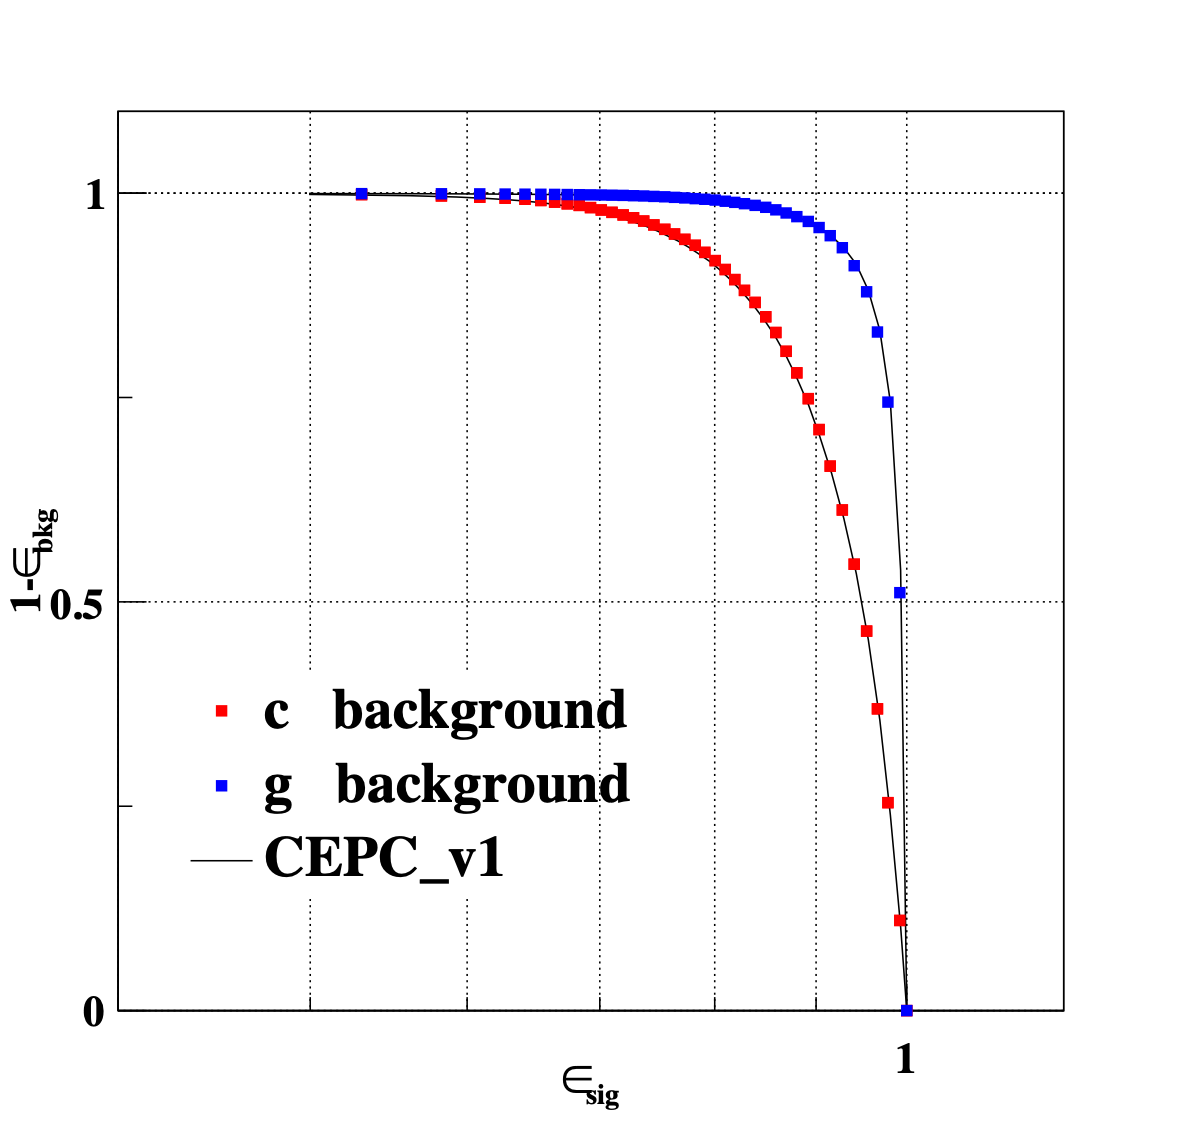 1
1-∈bkg
0.5
c background
g background
CEPC_v1
0
1
∈sig